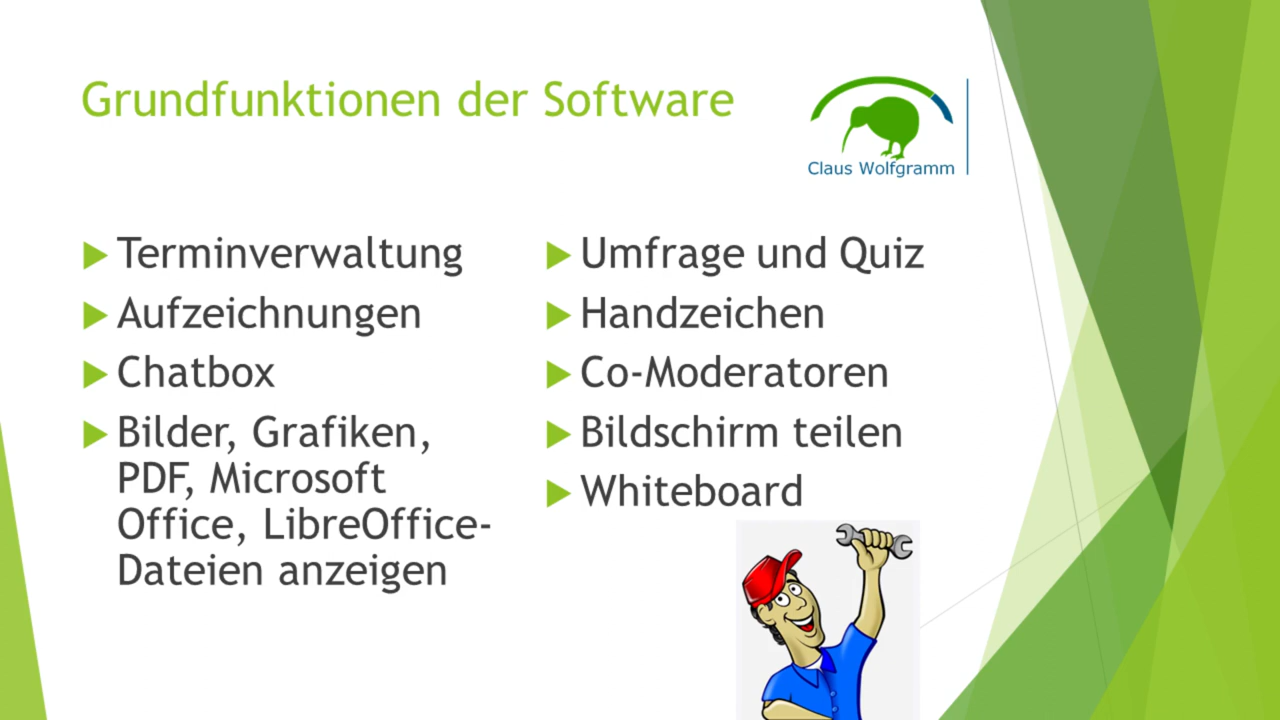 Grundfunktionen der Software
Claus Wolfgramm
Terminverwaltung
Aufzeichnungen
Chatbox
Bilder, Grafiken,
PDF, Microsoft
Office, LibreOffice-
Dateien anzeigen
Umfrage und Quiz
Handzeichen
Co-Moderatoren
Bildschirm teilen
Whiteboard